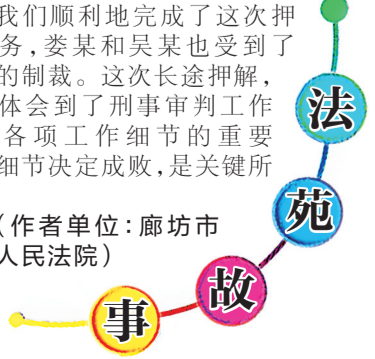 我们顺利地完成了这次押
务，娄某和吴某也受到了
的制裁。这次长途押解，
体会到了刑事审判工作
各项工作细节的重要
细节决定成败，是关键所
（作者单位：廊坊市
人民法院）
法
苑
故
事